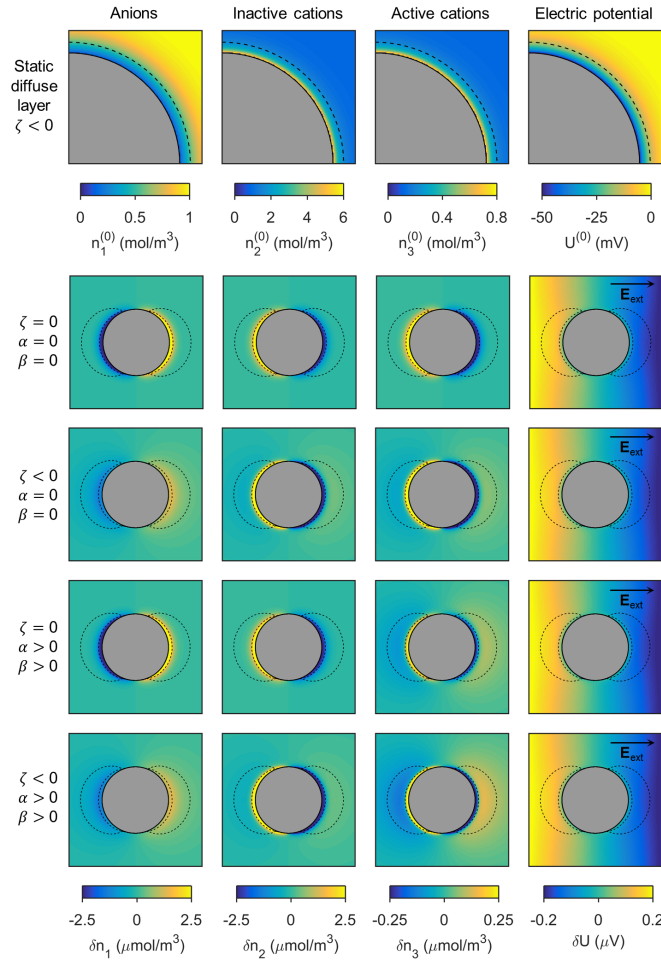 Anions Inactive cations Active cations Electric potential
Static
diffuse
layer
ζ < 0
0 0.5 1 0 2 4 6 0 0.4 0.8 -50 -25 0
n₁⁽⁰⁾ (mol/m³) n₂⁽⁰⁾ (mol/m³) n₃⁽⁰⁾ (mol/m³) U⁽⁰⁾ (mV)
ζ = 0
α = 0
β = 0
E_ext
ζ < 0
α = 0
β = 0
E_ext
ζ = 0
α > 0
β > 0
E_ext
ζ < 0
α > 0
β > 0
E_ext
-2.5 0 2.5 -2.5 0 2.5 -0.25 0 0.25 -0.2 0 0.2
δn₁ (μmol/m³) δn₂ (μmol/m³) δn₃ (μmol/m³) δU (μV)